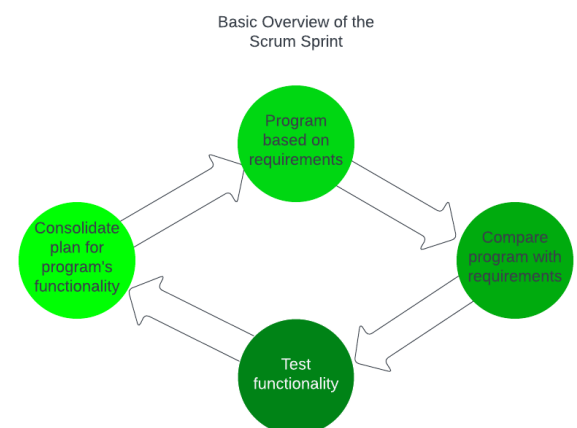 Basic Overview of the
Scrum Sprint
Program
based on
requirements
Consolidate
plan for
program's
functionality
Compare
program with
requirements
Test
functionality